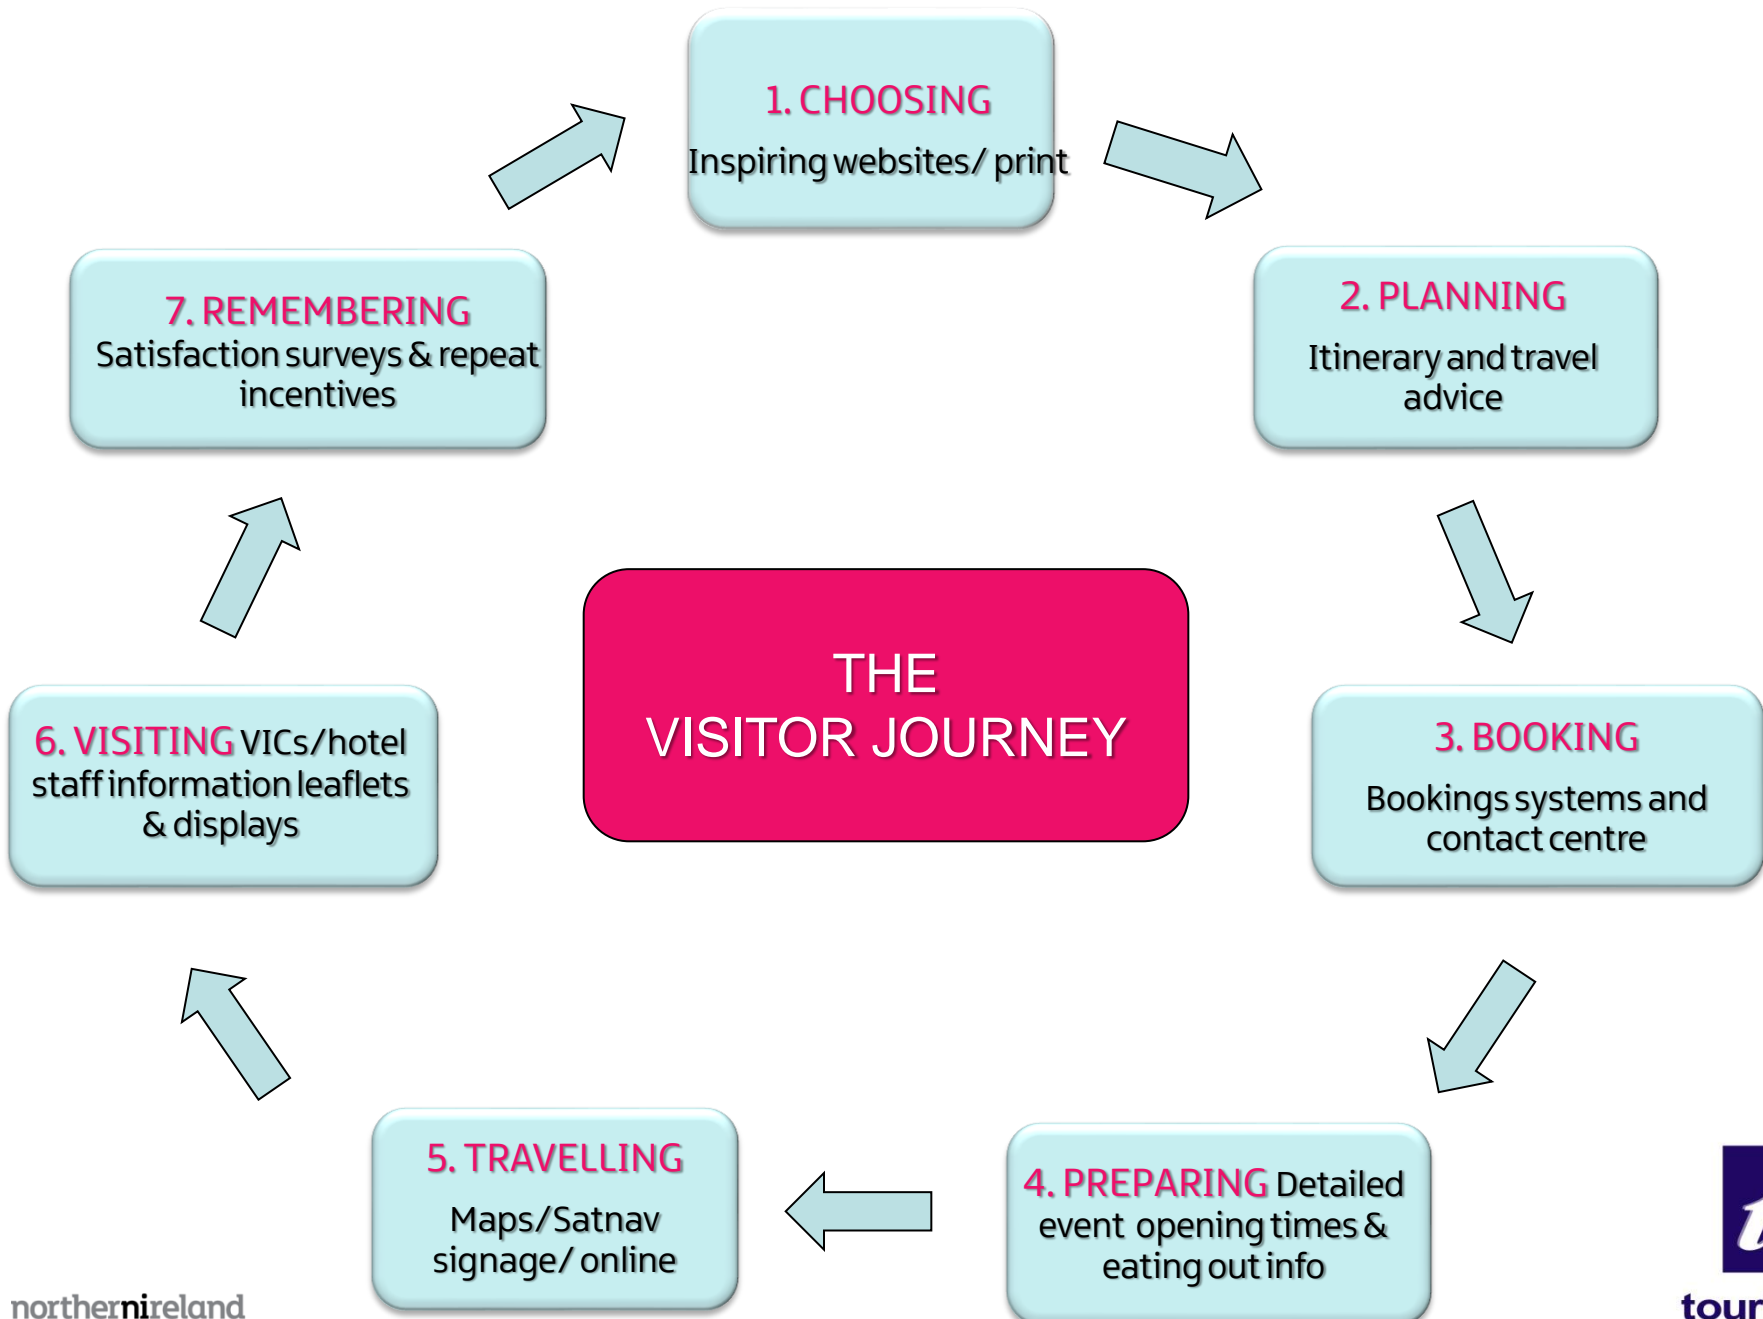 1. CHOOSING
Inspiring websites/ print
2. PLANNING
Itinerary and travel
advice
3. BOOKING
Bookings systems and
contact centre
4. PREPARING Detailed
event opening times &
eating out info
5. TRAVELLING
Maps/Satnav
signage/ online
6. VISITING VICs/hotel
staff information leaflets
& displays
7. REMEMBERING
Satisfaction surveys & repeat
incentives
THE
VISITOR JOURNEY
northernireland